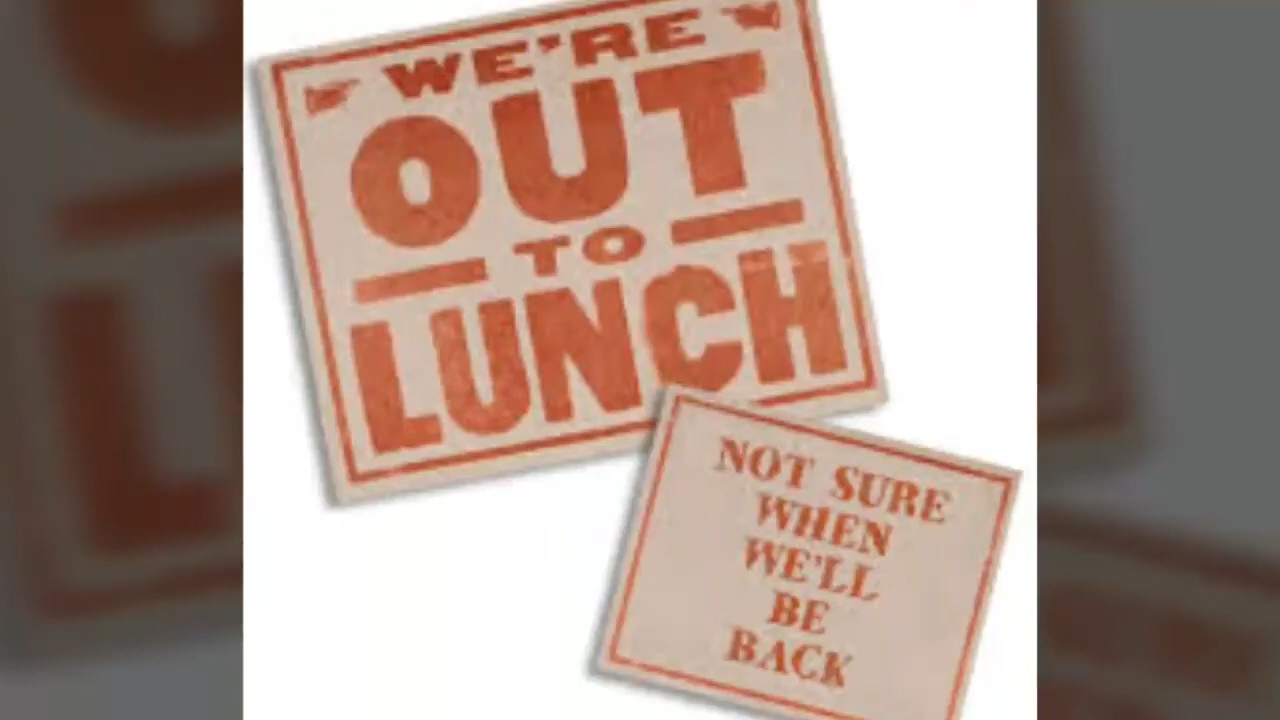 WE'RE
OUT
TO
LUNCH
NOT SURE
WHEN
WE'LL
BE
BACK